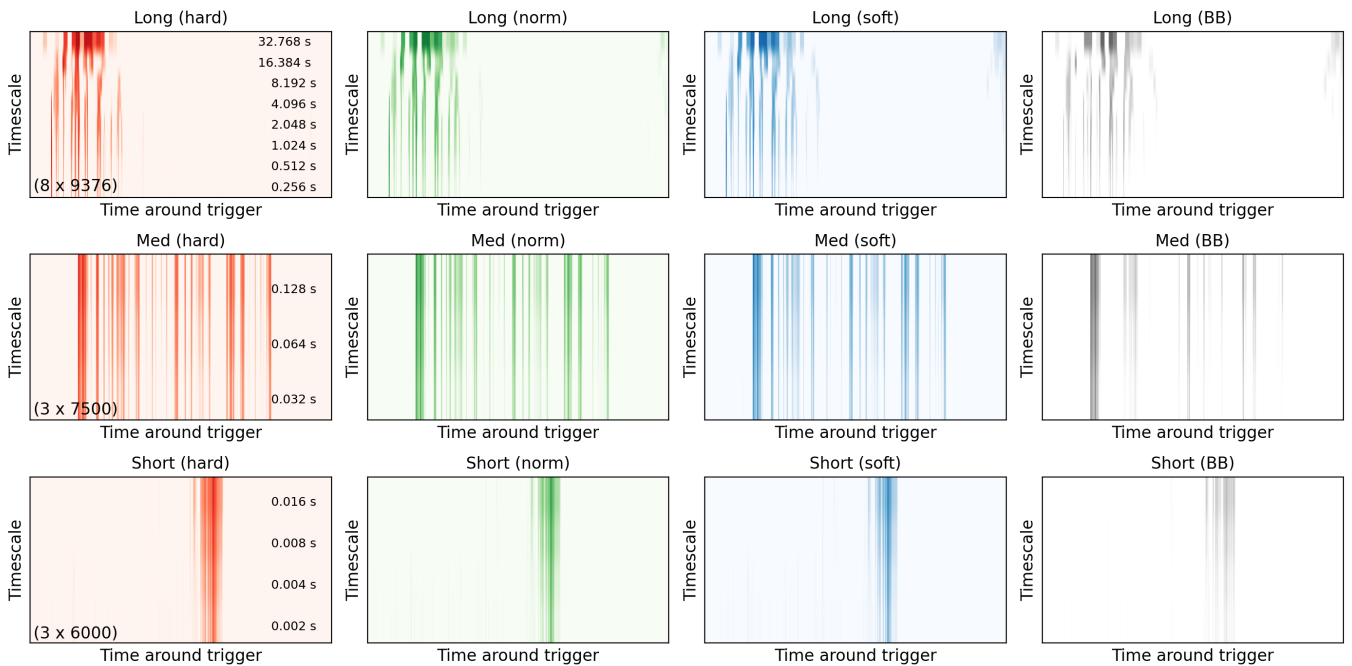 Long (hard)
Long (norm)
Long (soft)
Long (BB)
Timescale
32.768 s
16.384 s
8.192 s
4.096 s
2.048 s
1.024 s
0.512 s
0.256 s
(8 x 9376)
Timescale
Timescale
Timescale
Time around trigger
Time around trigger
Time around trigger
Time around trigger
Med (hard)
Med (norm)
Med (soft)
Med (BB)
Timescale
0.128 s
0.064 s
0.032 s
(3 x 7500)
Timescale
Timescale
Timescale
Time around trigger
Time around trigger
Time around trigger
Time around trigger
Short (hard)
Short (norm)
Short (soft)
Short (BB)
Timescale
0.016 s
0.008 s
0.004 s
0.002 s
(3 x 6000)
Timescale
Timescale
Timescale
Time around trigger
Time around trigger
Time around trigger
Time around trigger